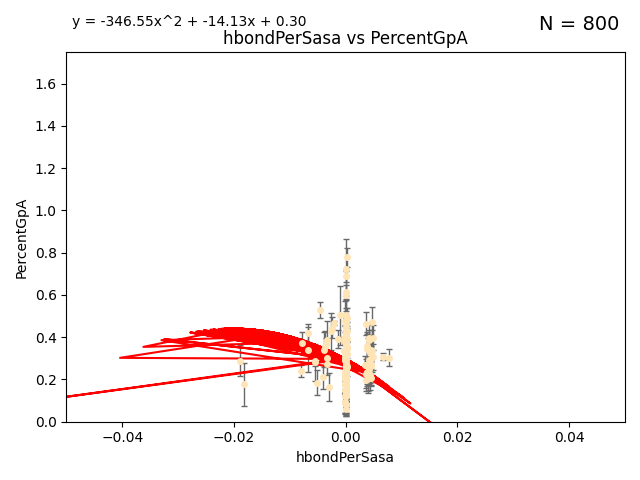 y = -346.55x^2 + -14.13x + 0.30
N = 800
hbondPerSasa vs PercentGpA
PercentGpA
1.6
1.4
1.2
1.0
0.8
0.6
0.4
0.2
0.0
−0.04
−0.02
0.00
0.02
0.04
hbondPerSasa